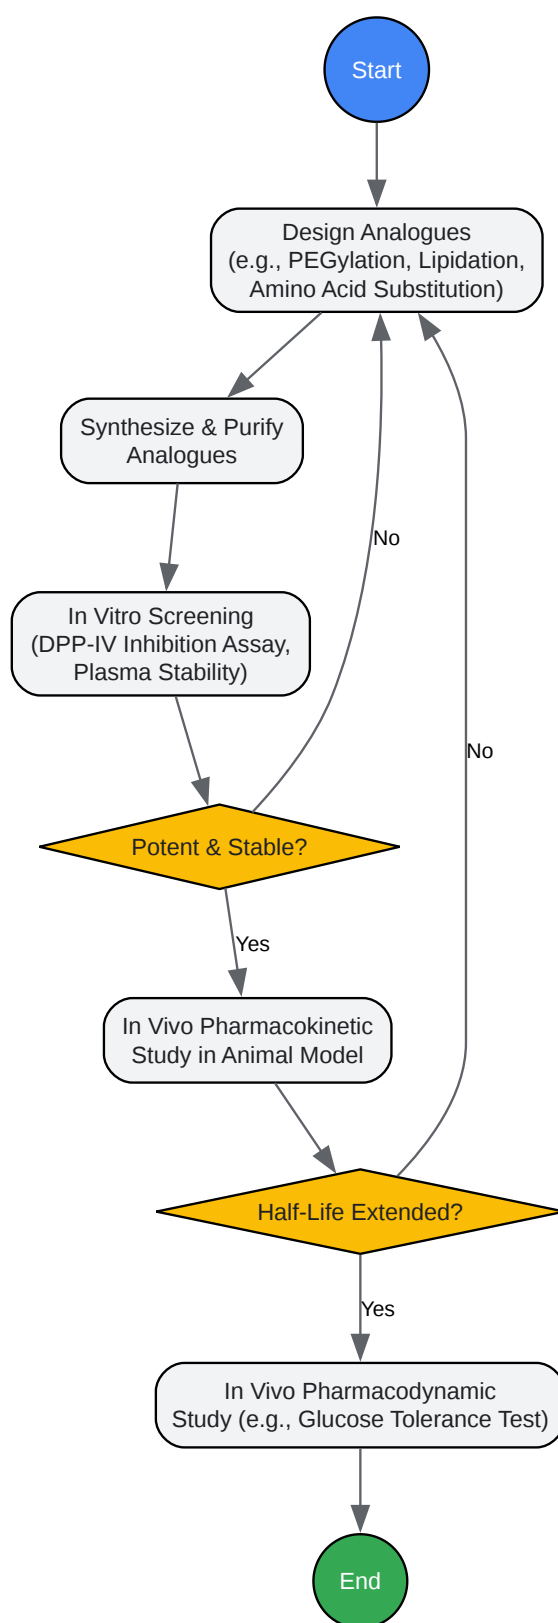 Start
Design Analogues
(e.g., PEGylation, Lipidation,
Amino Acid Substitution)
Synthesize & Purify
Analogues
No
In Vitro Screening
(DPP-IV Inhibition Assay,
Plasma Stability)
No
Potent & Stable?
Yes
In Vivo Pharmacokinetic
Study in Animal Model
Half-Life Extended?
Yes
In Vivo Pharmacodynamic
Study (e.g., Glucose Tolerance Test)
End